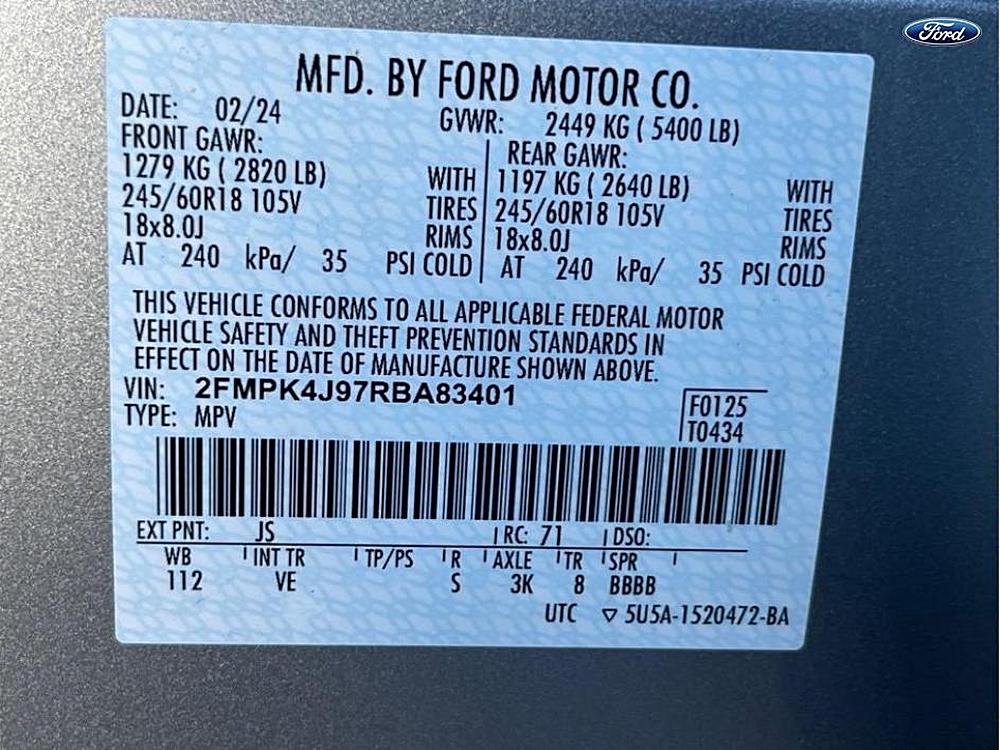 Ford
MFD. BY FORD MOTOR CO.
DATE: 02/24 GVWR: 2449 KG ( 5400 LB)
FRONT GAWR: REAR GAWR:
1279 KG ( 2820 LB) WITH 1197 KG ( 2640 LB) WITH
245/60R18 105V TIRES 245/60R18 105V TIRES
18x8.0J RIMS 18x8.0J RIMS
AT 240 kPa/ 35 PSI COLD AT 240 kPa/ 35 PSI COLD
THIS VEHICLE CONFORMS TO ALL APPLICABLE FEDERAL MOTOR
VEHICLE SAFETY AND THEFT PREVENTION STANDARDS IN
EFFECT ON THE DATE OF MANUFACTURE SHOWN ABOVE.
VIN: 2FMPK4J97RBA83401
TYPE: MPV
F0125
T0434
EXT PNT: JS RC: 71 DSO:
WB INT TR TP/PS R AXLE TR SPR
112 VE S 3K 8 BBBB
UTC ▽ 5U5A-1520472-BA